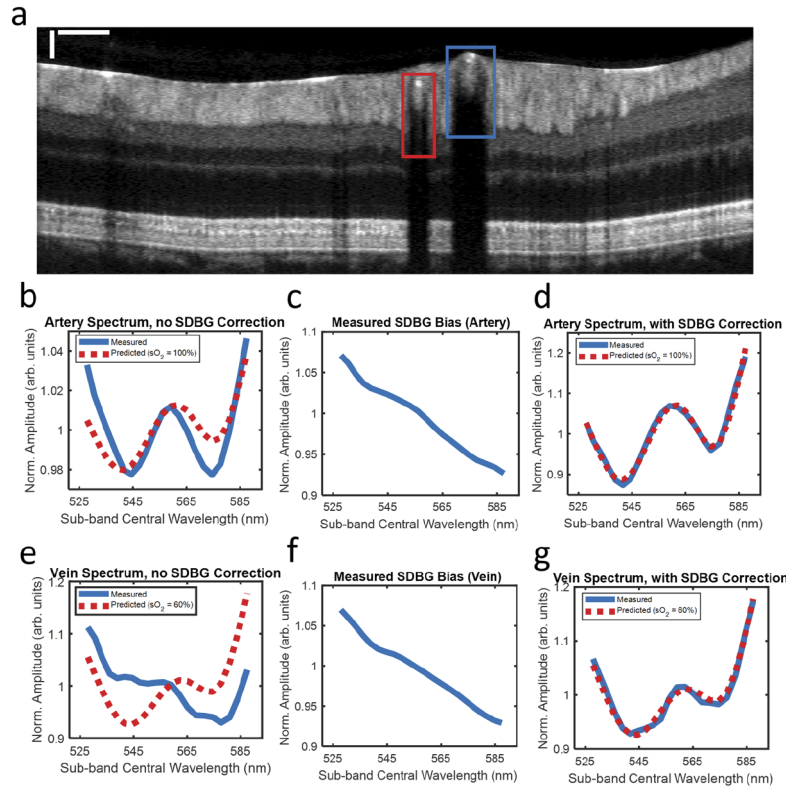 a
b
Artery Spectrum, no SDBG Correction
Measured
Predicted (sO2 = 100%)
Norm. Amplitude (arb. units)
1.04
1.02
1
0.98
525 545 565 585
Sub-band Central Wavelength (nm)
c
Measured SDBG Bias (Artery)
Norm. Amplitude (arb. units)
1.1
1.05
1
0.95
0.9
525 545 565 585
Sub-band Central Wavelength (nm)
d
Artery Spectrum, with SDBG Correction
Measured
Predicted (sO2 = 100%)
Norm. Amplitude (arb. units)
1.2
1.1
1
0.9
525 545 565 585
Sub-band Central Wavelength (nm)
e
Vein Spectrum, no SDBG Correction
Measured
Predicted (sO2 = 60%)
Norm. Amplitude (arb. units)
1.2
1.1
1
0.9
525 545 565 585
Sub-band Central Wavelength (nm)
f
Measured SDBG Bias (Vein)
Norm. Amplitude (arb. units)
1.1
1.05
1
0.95
0.9
525 545 565 585
Sub-band Central Wavelength (nm)
g
Vein Spectrum, with SDBG Correction
Measured
Predicted (sO2 = 60%)
Norm. Amplitude (arb. units)
1.2
1.1
1
0.9
525 545 565 585
Sub-band Central Wavelength (nm)